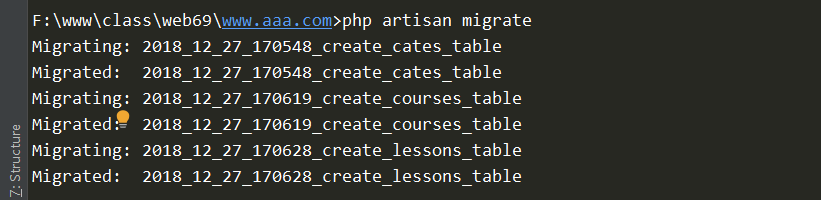 F:\www\class\web69\www.aaa.com>php artisan migrate
Migrating: 2018_12_27_170548_create_cates_table
Migrated:  2018_12_27_170548_create_cates_table
Migrating: 2018_12_27_170619_create_courses_table
Migrated:  2018_12_27_170619_create_courses_table
Migrating: 2018_12_27_170628_create_lessons_table
Migrated:  2018_12_27_170628_create_lessons_table
Z: Structure